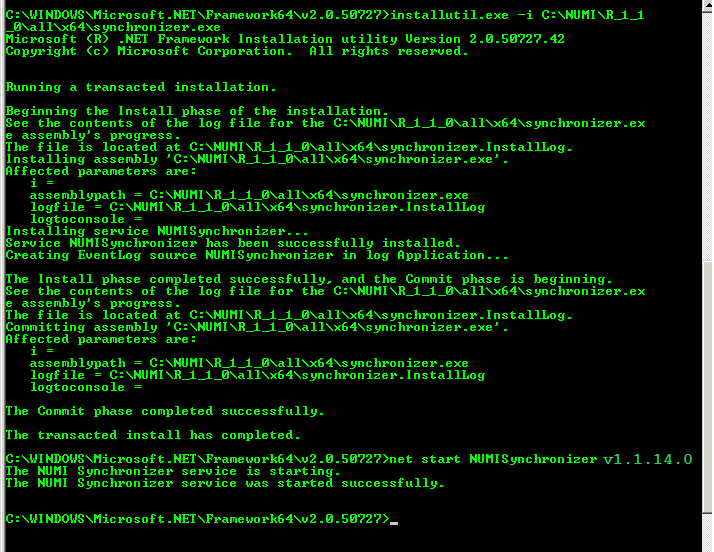 C:\WINDOWS\Microsoft.NET\Framework64\v2.0.50727>installutil.exe -i C:\NUMI\R_1_1
_0\all\x64\synchronizer.exe
Microsoft (R) .NET Framework Installation utility Version 2.0.50727.42
Copyright (c) Microsoft Corporation.  All rights reserved.
Running a transacted installation.
Beginning the Install phase of the installation.
See the contents of the log file for the C:\NUMI\R_1_1_0\all\x64\synchronizer.ex
e assembly's progress.
The file is located at C:\NUMI\R_1_1_0\all\x64\synchronizer.InstallLog.
Installing assembly 'C:\NUMI\R_1_1_0\all\x64\synchronizer.exe'.
Affected parameters are:
   i =
   assemblypath = C:\NUMI\R_1_1_0\all\x64\synchronizer.exe
   logfile = C:\NUMI\R_1_1_0\all\x64\synchronizer.InstallLog
   logtoconsole =
Installing service NUMISynchronizer...
Service NUMISynchronizer has been successfully installed.
Creating EventLog source NUMISynchronizer in log Application...
The Install phase completed successfully, and the Commit phase is beginning.
See the contents of the log file for the C:\NUMI\R_1_1_0\all\x64\synchronizer.ex
e assembly's progress.
The file is located at C:\NUMI\R_1_1_0\all\x64\synchronizer.InstallLog.
Committing assembly 'C:\NUMI\R_1_1_0\all\x64\synchronizer.exe'.
Affected parameters are:
   i =
   assemblypath = C:\NUMI\R_1_1_0\all\x64\synchronizer.exe
   logfile = C:\NUMI\R_1_1_0\all\x64\synchronizer.InstallLog
   logtoconsole =
The Commit phase completed successfully.
The transacted install has completed.
C:\WINDOWS\Microsoft.NET\Framework64\v2.0.50727>net start NUMISynchronizer v1.1.14.0
The NUMI Synchronizer service is starting.
The NUMI Synchronizer service was started successfully.
C:\WINDOWS\Microsoft.NET\Framework64\v2.0.50727>_